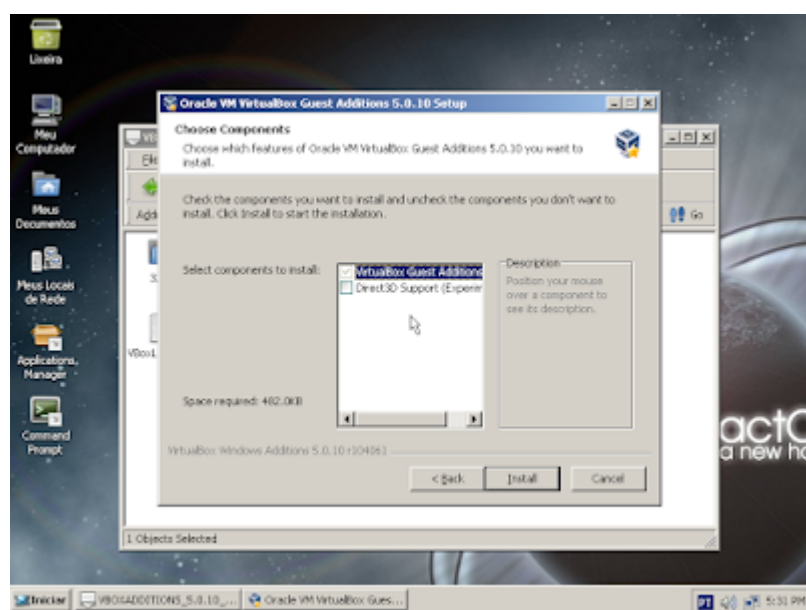 Lixeira
Meu
Computador
Meus
Documentos
Meus Locais
de Rede
Applications
Manager
Command
Prompt
Oracle VM VirtualBox Guest Additions 5.0.10 Setup
Choose Components
Choose which features of Oracle VM VirtualBox Guest Additions 5.0.10 you want to
install.
Check the components you want to install and uncheck the components you don't want to
install. Click Install to start the installation.
Select components to install:
VirtualBox Guest Additions
Direct3D Support (Experim
Description
Position your mouse
over a component to
see its description.
Space required: 482.0KB
VirtualBox Windows Additions 5.0.10 r104061
< Back
Install
Cancel
Go
1 Objects Selected
actO
a new ho
Iniciar
VBOXADDITIONS_5.0.10_...
Oracle VM VirtualBox Gues...
PT
5:31 PM